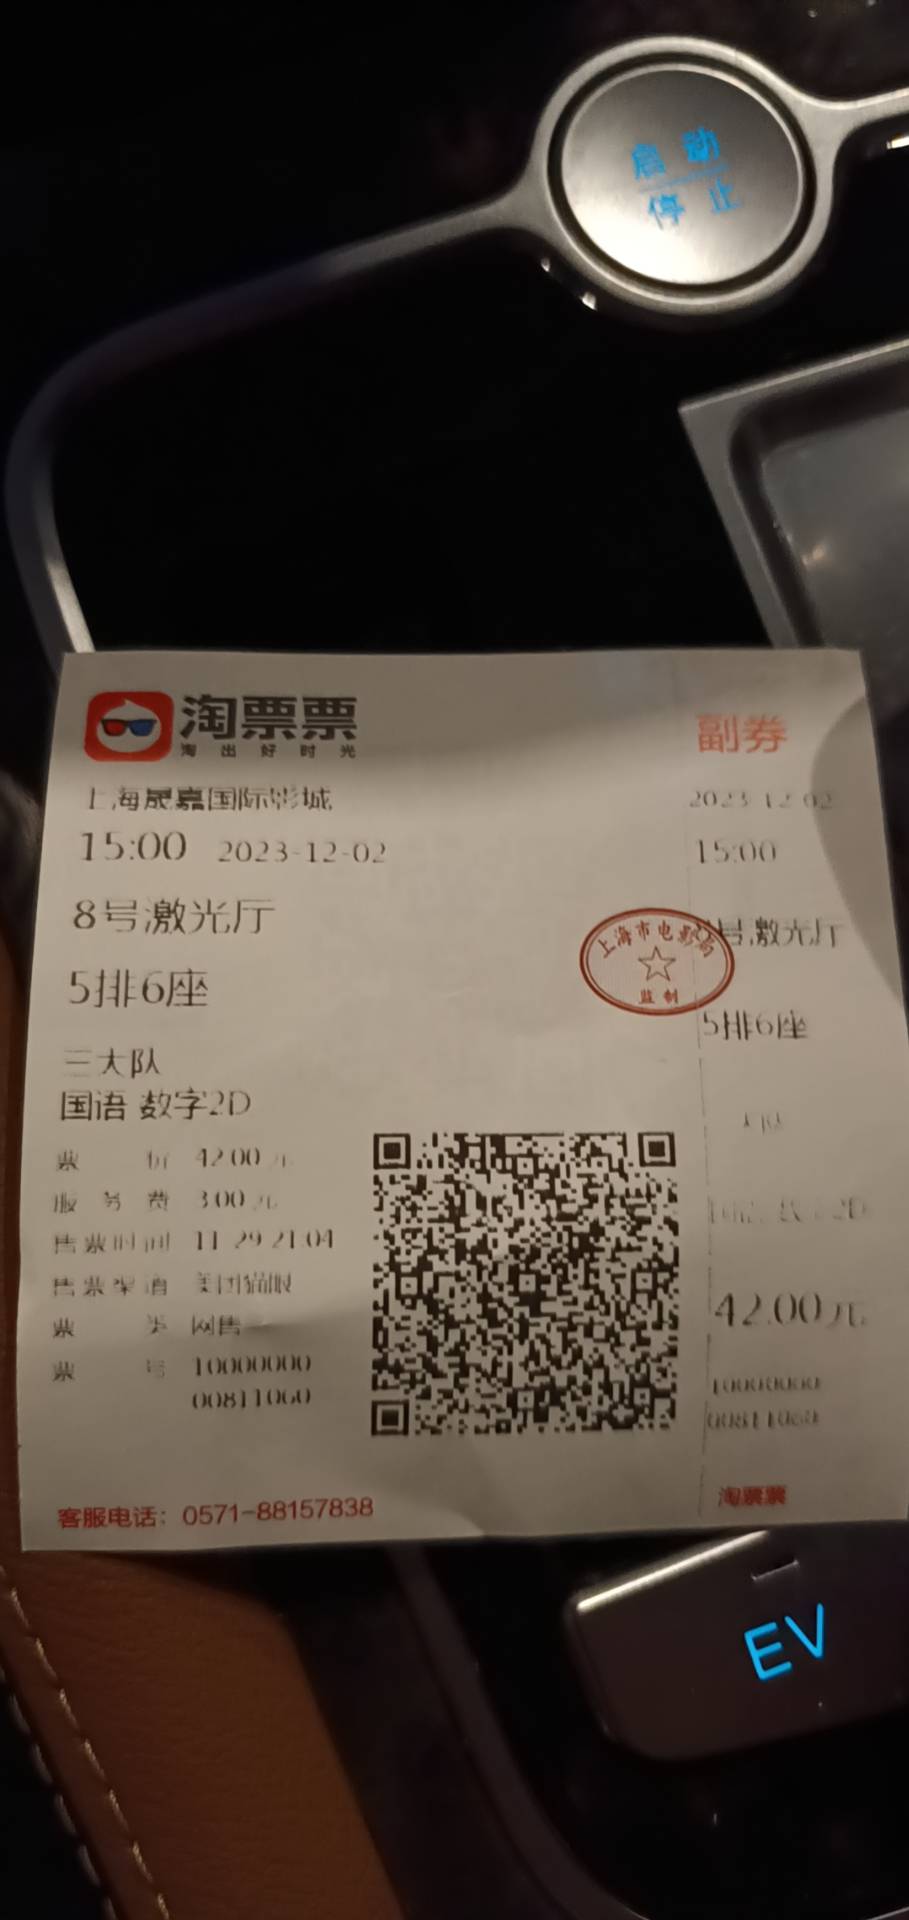 启动
停止
淘票票
淘出好时光
上海晟嘉国际影城
15:00 2023-12-02
8号激光厅
5排6座
三大队
国语 数字2D
票价 42.00元
服务费 3.00元
售票时间 11-29 21:04
售票渠道 美团猫眼
票类 网售
票号 10000000
00811060
客服电话：0571-88157838
上海市电影局
监制
副券
2023-12-02
15:00
号激光厅
5排6座
2D
42.00元
10000000
00811060
淘票票
EV